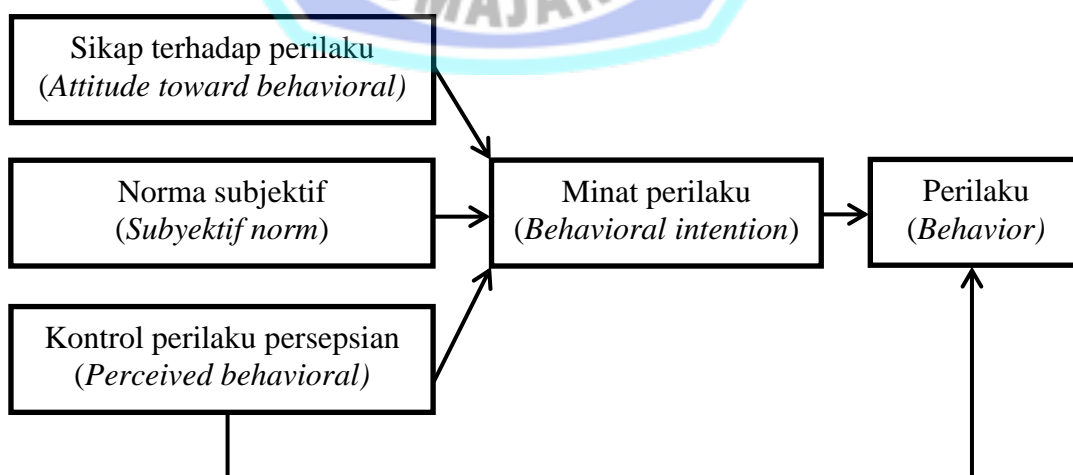 Sikap terhadap perilaku
(Attitude toward behavioral)
Norma subjektif
(Subyektif norm)
Minat perilaku
(Behavioral intention)
Perilaku
(Behavior)
Kontrol perilaku persepsian
(Perceived behavioral)